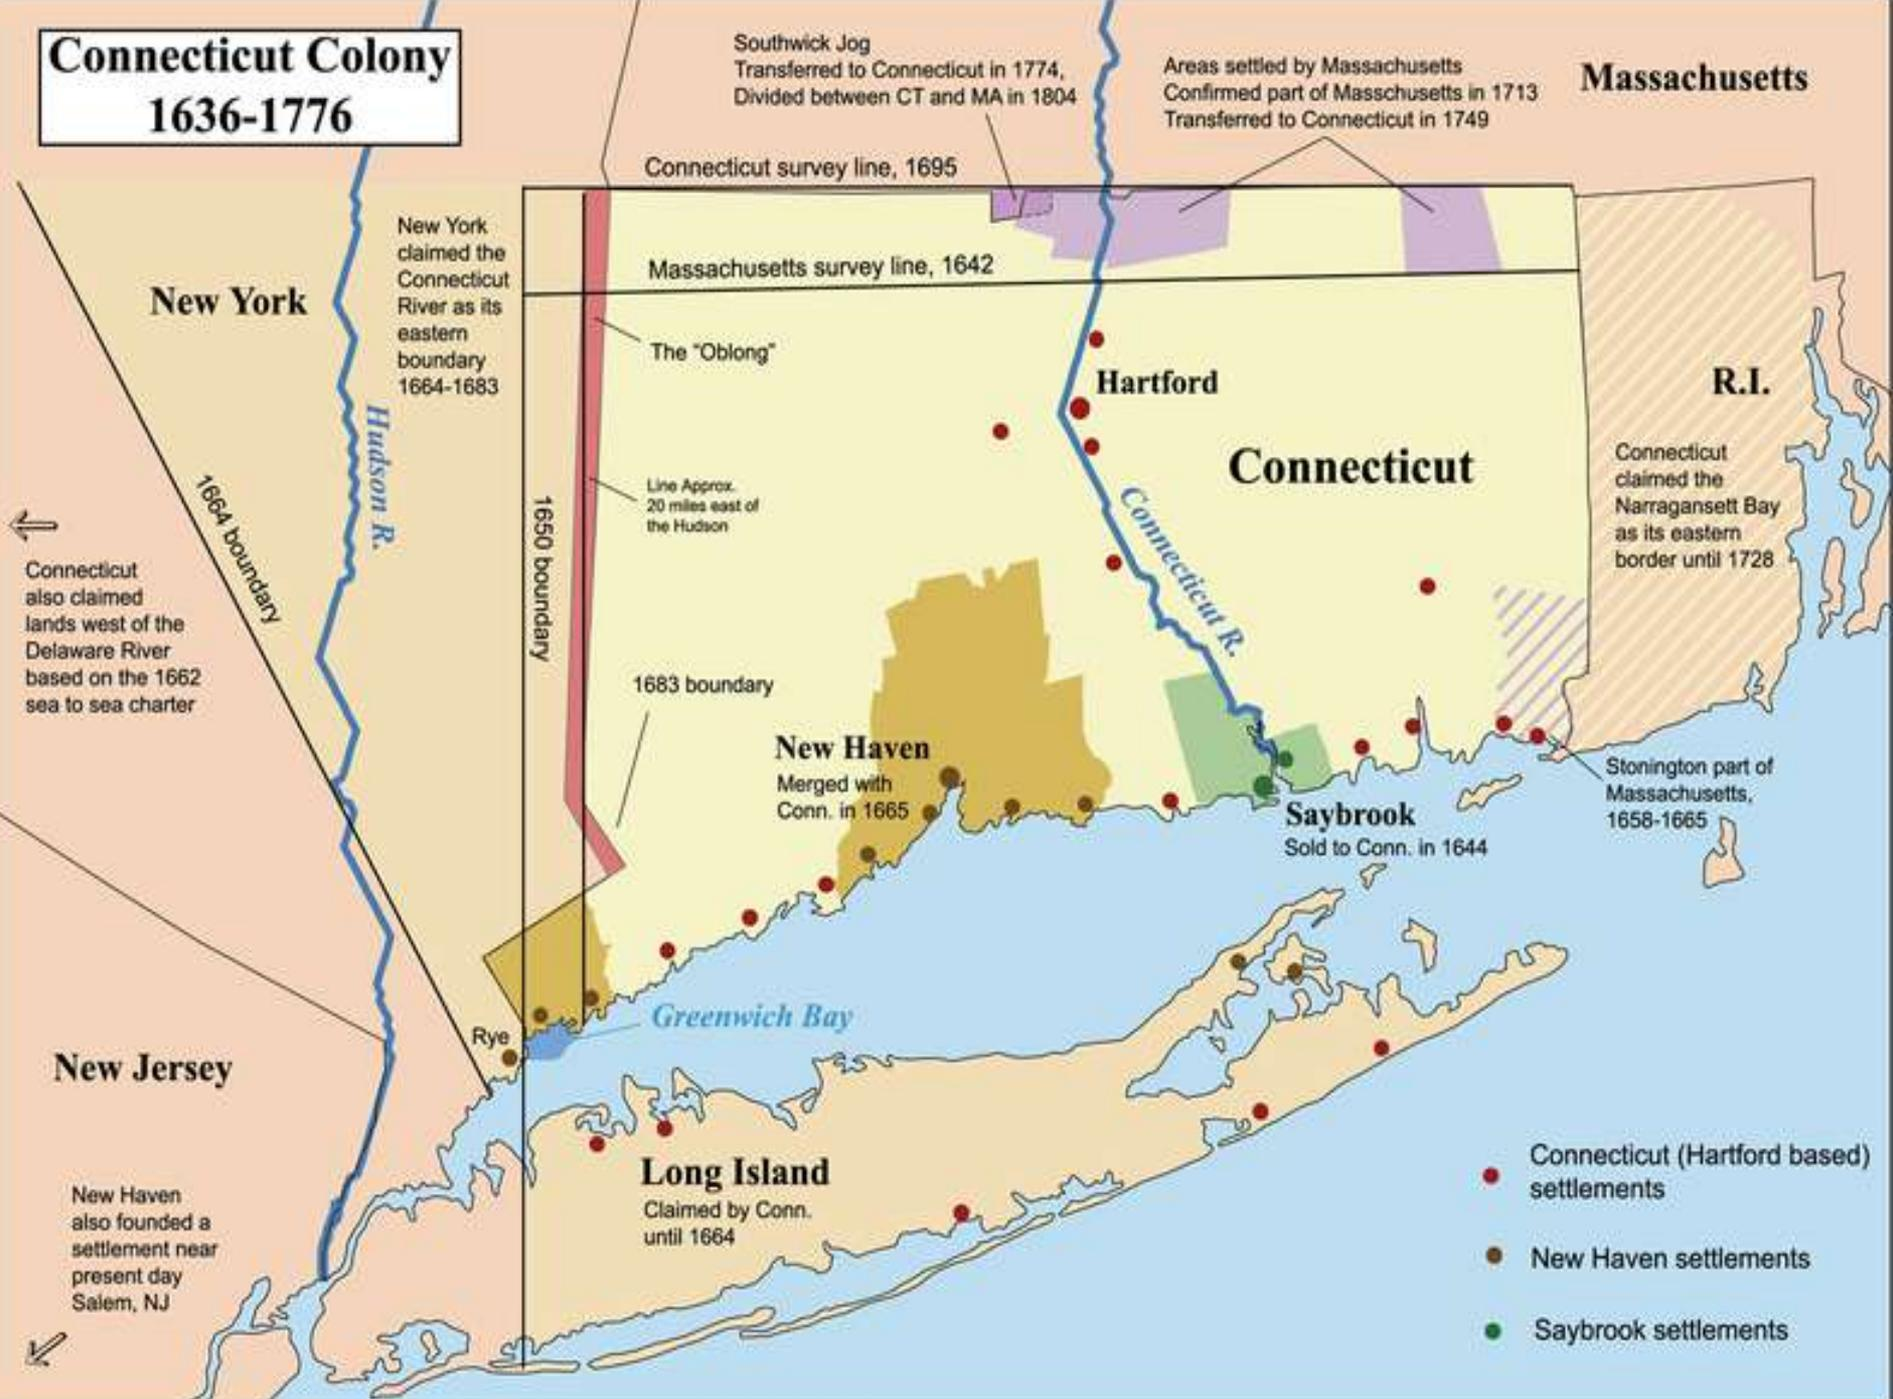 Connecticut Colony
1636-1776
Southwick Jog
Transferred to Connecticut in 1774,
Divided between CT and MA in 1804
Areas settled by Massachusetts
Confirmed part of Masschusetts in 1713
Transferred to Connecticut in 1749
Massachusetts
Connecticut survey line, 1695
New York
claimed the
Connecticut
River as its
eastern
boundary
1664-1683
New York
Massachusetts survey line, 1642
The "Oblong"
Hartford
R.I.
Hudson R.
Connecticut
Connecticut
claimed the
Narragansett Bay
as its eastern
border until 1728
1664 boundary
1650 boundary
Line Approx.
20 miles east of
the Hudson
Connecticut R.
Connecticut
also claimed
lands west of the
Delaware River
based on the 1662
sea to sea charter
1683 boundary
New Haven
Merged with
Conn. in 1665
Saybrook
Sold to Conn. in 1644
Stonington part of
Massachusetts,
1658-1665
Greenwich Bay
Rye
New Jersey
Long Island
Claimed by Conn.
until 1664
New Haven
also founded a
settlement near
present day
Salem, NJ
Connecticut (Hartford based)
settlements
New Haven settlements
Saybrook settlements